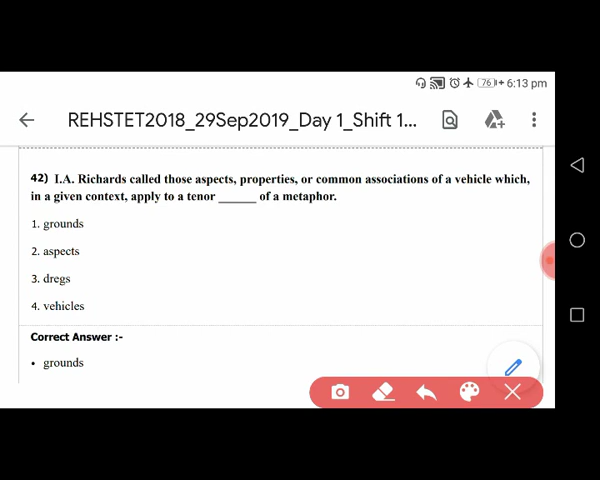 76 6:13 pm
REHSTET2018_29Sep2019_Day 1_Shift 1...
42) I.A. Richards called those aspects, properties, or common associations of a vehicle which,
in a given context, apply to a tenor ______ of a metaphor.
1. grounds
2. aspects
3. dregs
4. vehicles
Correct Answer :-
• grounds